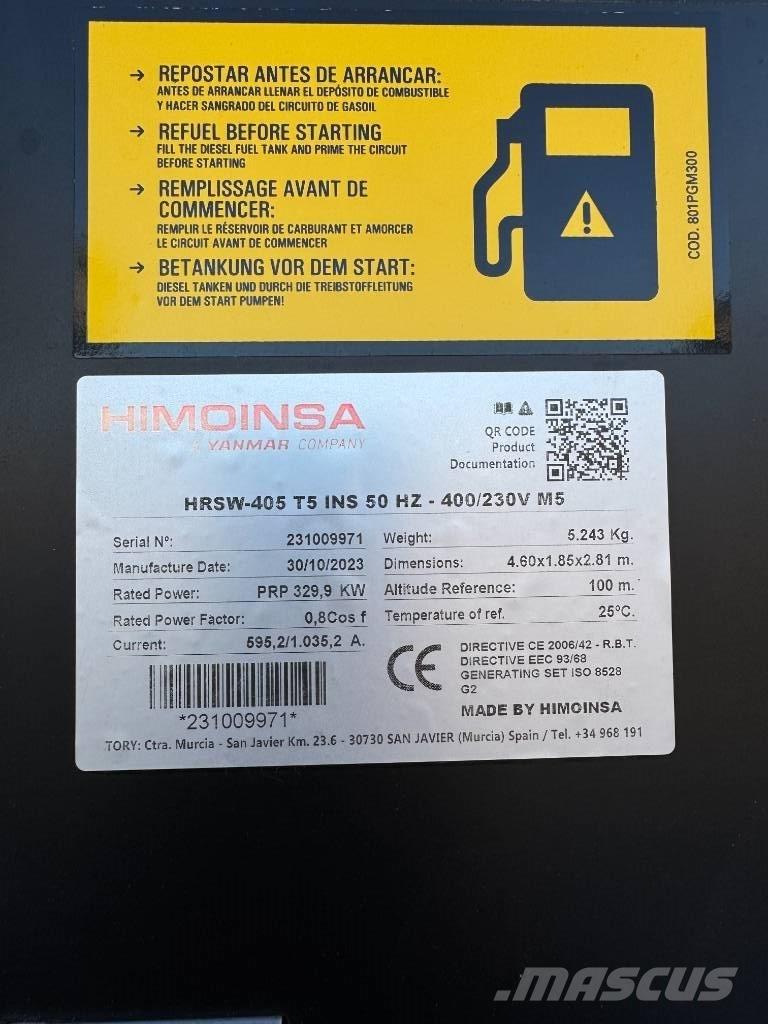 → REPOSTAR ANTES DE ARRANCAR:
ANTES DE ARRANCAR LLENAR EL DEPÓSITO DE COMBUSTIBLE
Y HACER SANGRADO DEL CIRCUITO DE GASOIL
→ REFUEL BEFORE STARTING
FILL THE DIESEL FUEL TANK AND PRIME THE CIRCUIT
BEFORE STARTING
→ REMPLISSAGE AVANT DE
COMMENCER:
REMPLIR LE RÉSERVOIR DE CARBURANT ET AMORCER
LE CIRCUIT AVANT DE COMMENCER
→ BETANKUNG VOR DEM START:
DIESEL TANKEN UND DURCH DIE TREIBSTOFFLEITUNG
VOR DEM START PUMPEN!
COD. 801PGM300
HIMOINSA
A YANMAR COMPANY
QR CODE
Product
Documentation
HRSW-405 T5 INS 50 HZ - 400/230V M5
Serial Nº: 231009971
Manufacture Date: 30/10/2023
Rated Power: PRP 329,9 KW
Rated Power Factor: 0,8Cos f
Current: 595,2/1.035,2 A.
Weight: 5.243 Kg.
Dimensions: 4.60x1.85x2.81 m.
Altitude Reference: 100 m.
Temperature of ref. 25ºC.
*231009971*
CE
DIRECTIVE CE 2006/42 - R.B.T.
DIRECTIVE EEC 93/68
GENERATING SET ISO 8528
G2
MADE BY HIMOINSA
TORY: Ctra. Murcia - San Javier Km. 23.6 - 30730 SAN JAVIER (Murcia) Spain / Tel. +34 968 191
MASCUS